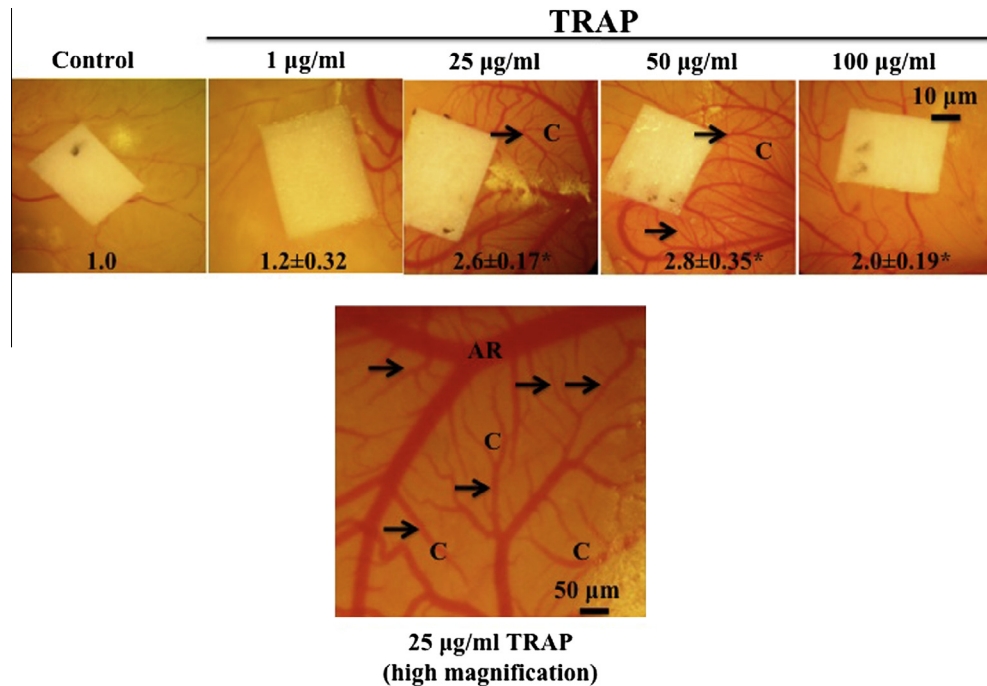 TRAP
Control 1 µg/ml 25 µg/ml 50 µg/ml 100 µg/ml
10 µm
C
C
1.0 1.2±0.32 2.6±0.17* 2.8±0.35* 2.0±0.19*
AR
C
C C
50 µm
25 µg/ml TRAP
(high magnification)